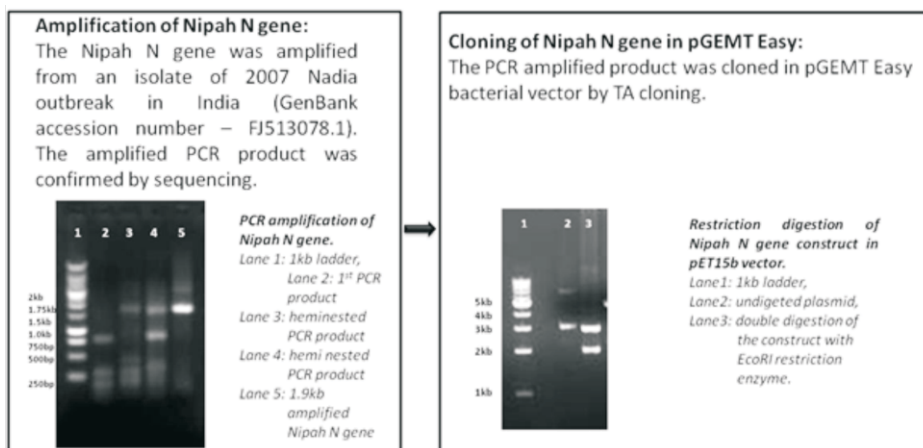 Amplification of Nipah N gene:
The Nipah N gene was amplified
from an isolate of 2007 Nadia
outbreak in India (GenBank
accession number – FJ513078.1).
The amplified PCR product was
confirmed by sequencing.
1 2 3 4 5
2kb
1.75kb
1.5kb
1.0kb
750bp
500bp
250bp
PCR amplification of
Nipah N gene.
Lane 1: 1kb ladder,
Lane 2: 1st PCR
product
Lane 3: heminested
PCR product
Lane 4: hemi nested
PCR product
Lane 5: 1.9kb
amplified
Nipah N gene
Cloning of Nipah N gene in pGEMT Easy:
The PCR amplified product was cloned in pGEMT Easy
bacterial vector by TA cloning.
1 2 3
5kb
4kb
3kb
2kb
1kb
Restriction digestion of
Nipah N gene construct in
pET15b vector.
Lane1: 1kb ladder,
Lane2: undigeted plasmid,
Lane3: double digestion of
the construct with
EcoRI restriction
enzyme.